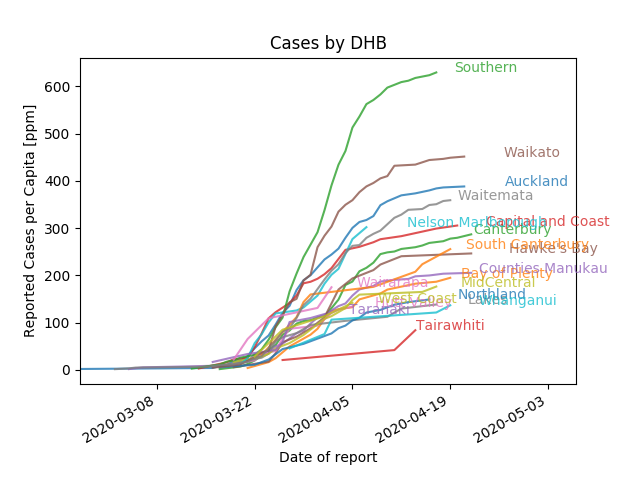 Cases by DHB
Reported Cases per Capita [ppm]
600
500
400
300
200
100
0
Southern
Waikato
Auckland
Waitemata
Nelson Marlborough
Capital and Coast
Canterbury
South Canterbury
Hawke's Bay
Counties Manukau
Bay of Plenty
Wairarapa
MidCentral
Northland
Lakes
Whanganui
West Coast
Taranaki
Tairawhiti
2020-03-08
2020-03-22
2020-04-05
2020-04-19
2020-05-03
Date of report